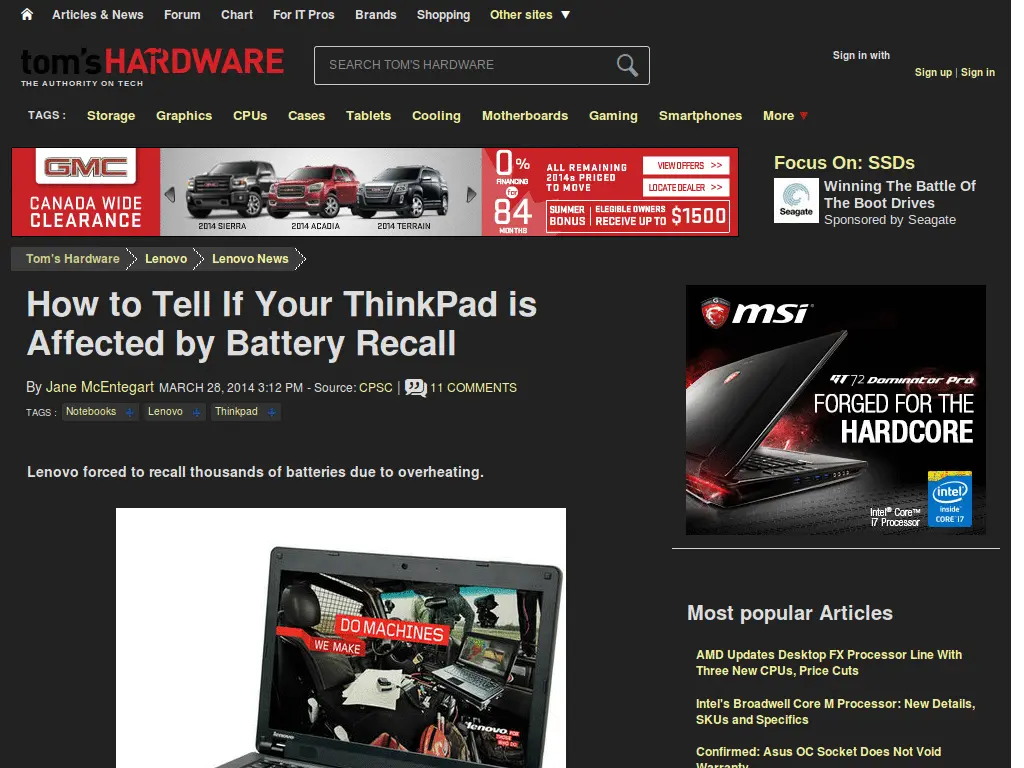 Articles & News Forum Chart For IT Pros Brands Shopping Other sites ▼
tom's HARDWARE
THE AUTHORITY ON TECH
SEARCH TOM'S HARDWARE
Sign in with
Sign up | Sign in
TAGS : Storage Graphics CPUs Cases Tablets Cooling Motherboards Gaming Smartphones More ▼
GMC
CANADA WIDE
CLEARANCE
2014 SIERRA 2014 ACADIA 2014 TERRAIN
0%
FINANCING
for
84
MONTHS
ALL REMAINING
2014s PRICED
TO MOVE
VIEW OFFERS >>
LOCATE DEALER >>
SUMMER
BONUS
ELIGIBLE OWNERS
RECEIVE UP TO
$1500
Focus On: SSDs
Seagate
Winning The Battle Of
The Boot Drives
Sponsored by Seagate
Tom's Hardware Lenovo Lenovo News
How to Tell If Your ThinkPad is
Affected by Battery Recall
By Jane McEntegart MARCH 28, 2014 3:12 PM - Source: CPSC | 11 COMMENTS
TAGS : Notebooks + Lenovo + Thinkpad +
Lenovo forced to recall thousands of batteries due to overheating.
DO MACHINES
WE MAKE
lenovo FOR
THOSE
WHO DO.
lenovo
msi
GT72 Dominator Pro
FORGED FOR THE
HARDCORE
Intel® Core™
i7 Processor
intel
inside
CORE i7
Most popular Articles
AMD Updates Desktop FX Processor Line With
Three New CPUs, Price Cuts
Intel's Broadwell Core M Processor: New Details,
SKUs and Specifics
Confirmed: Asus OC Socket Does Not Void
Warranty